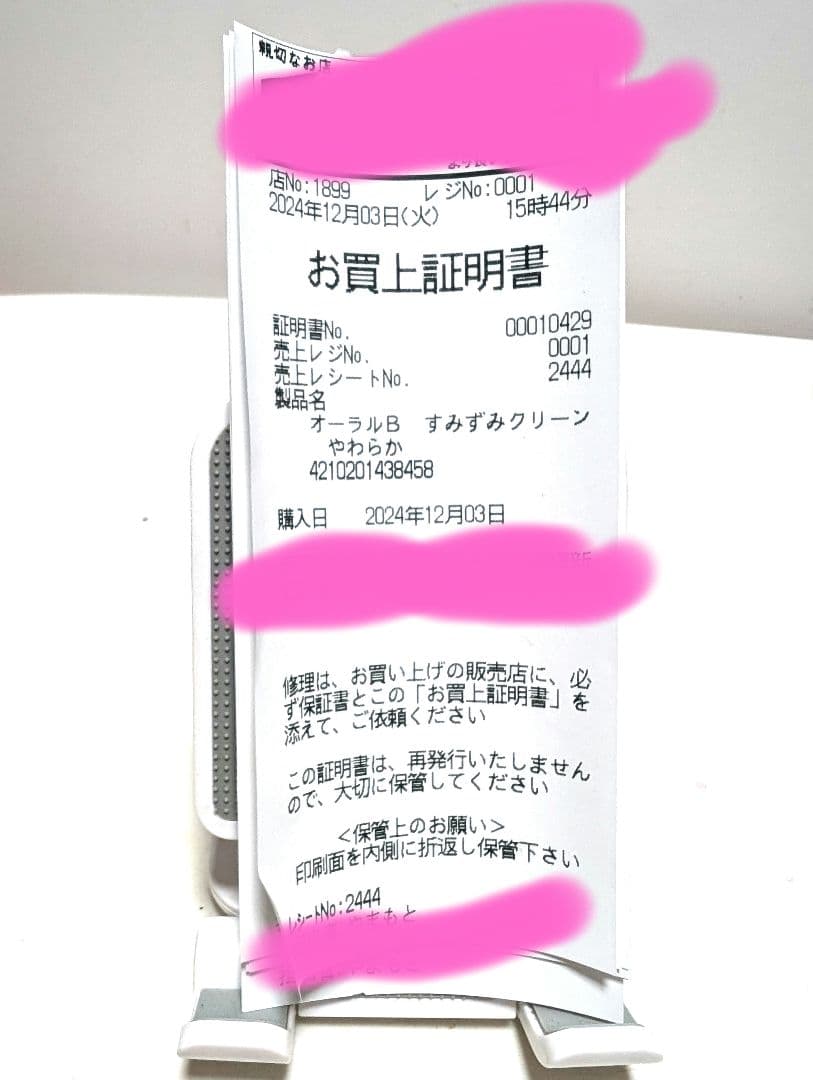 親切なお店
店No:1899 レジNo:0001
2024年12月03日(火) 15時44分
お買上証明書
証明書No. 00010429
売上レジNo. 0001
売上レシートNo. 2444
製品名
オーラルB すみずみクリーン
やわらか
4210201438458
購入日 2024年12月03日
修理は、お買い上げの販売店に、必
ず保証書とこの「お買上証明書」を
添えて、ご依頼ください
この証明書は、再発行いたしません
ので、大切に保管してください
<保管上のお願い>
印刷面を内側に折返し保管下さい
レシートNo:2444